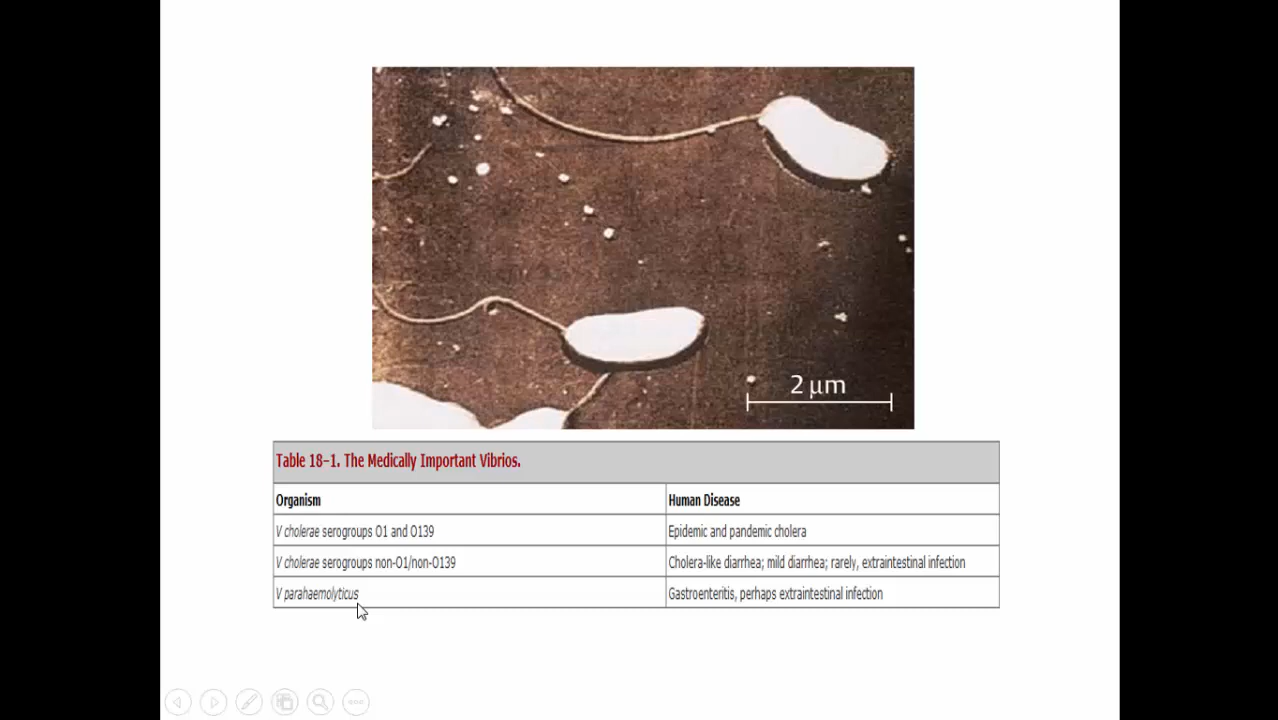 2 μm
Table 18–1. The Medically Important Vibrios.
Organism Human Disease
V cholerae serogroups O1 and O139 Epidemic and pandemic cholera
V cholerae serogroups non-O1/non-O139 Cholera-like diarrhea; mild diarrhea; rarely, extraintestinal infection
V parahaemolyticus Gastroenteritis, perhaps extraintestinal infection